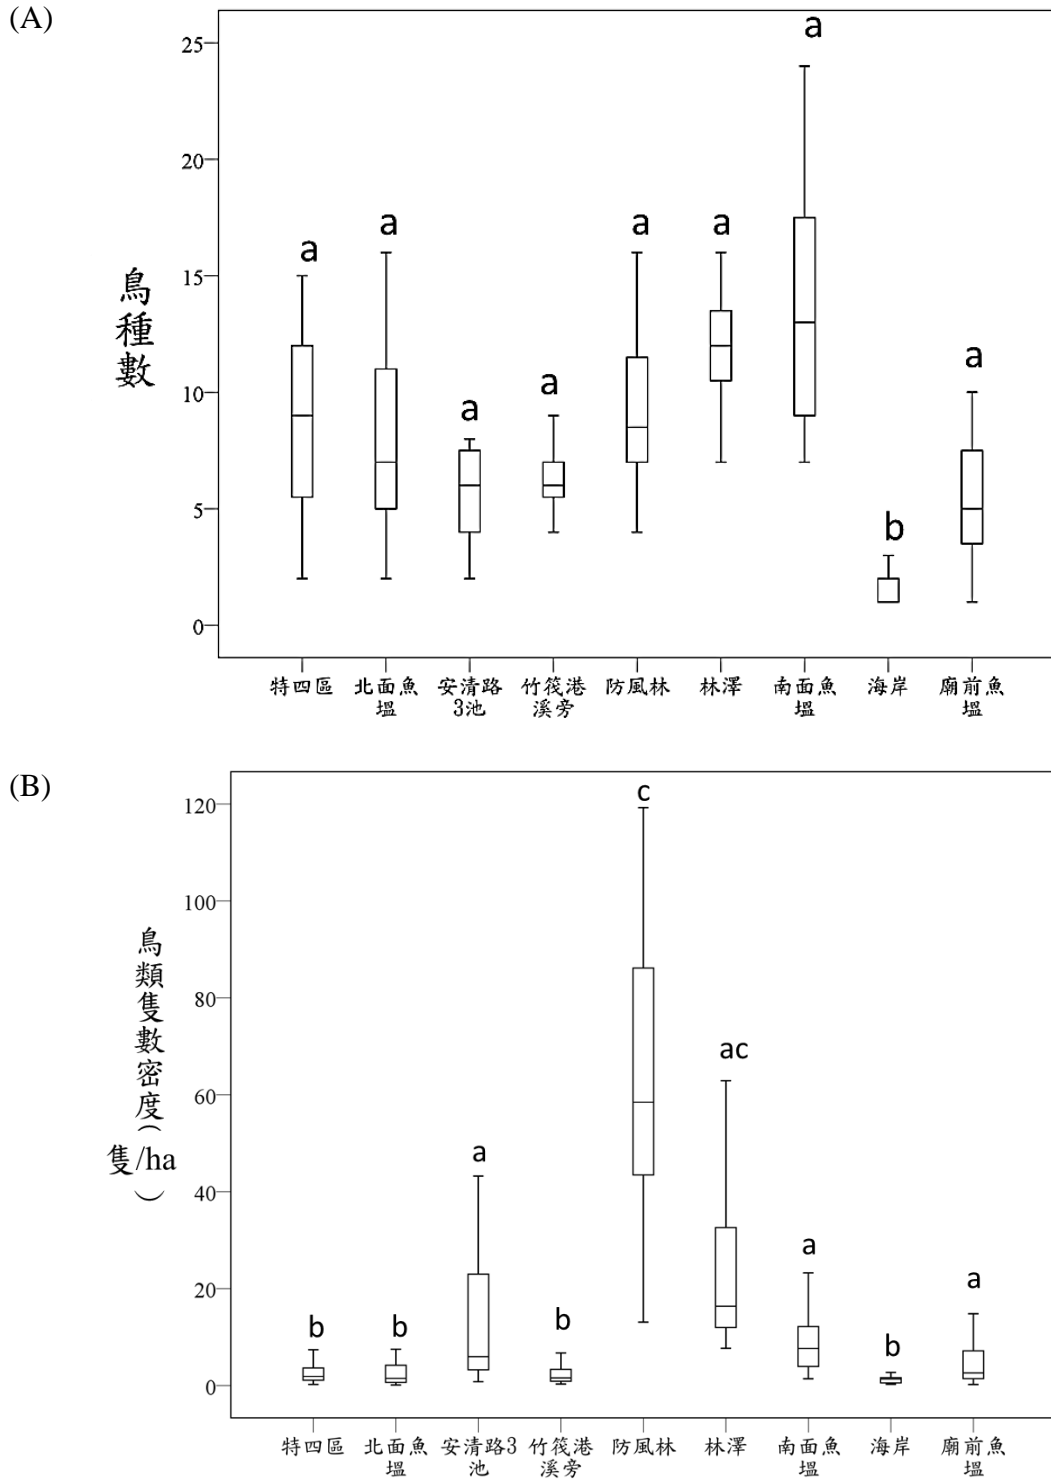 (A)
25
20
15
10
5
0
鳥種數
a
a
a
a
a
a
a
b
a
特四區
北面魚塭
安清路3池
竹筏港溪旁
防風林
林澤
南面魚塭
海岸
廟前魚塭
(B)
120
100
80
60
40
20
0
鳥類隻數密度(隻/ha)
b
b
a
b
c
ac
a
b
a
特四區
北面魚塭
安清路3池
竹筏港溪旁
防風林
林澤
南面魚塭
海岸
廟前魚塭